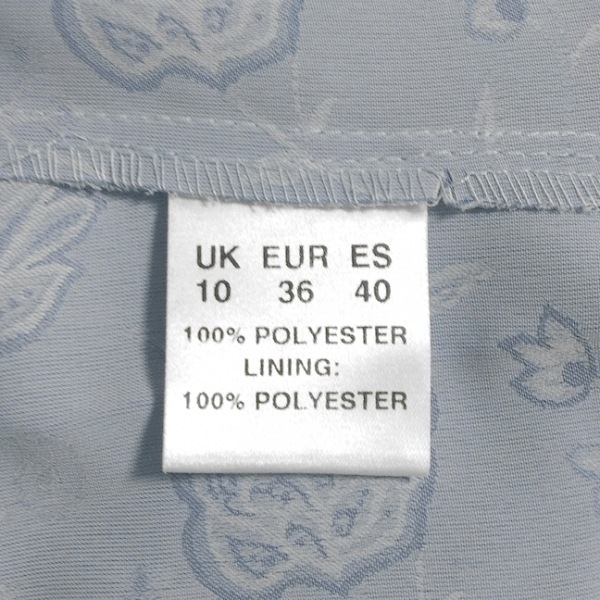 UK EUR ES
10 36 40
100% POLYESTER
LINING:
100% POLYESTER